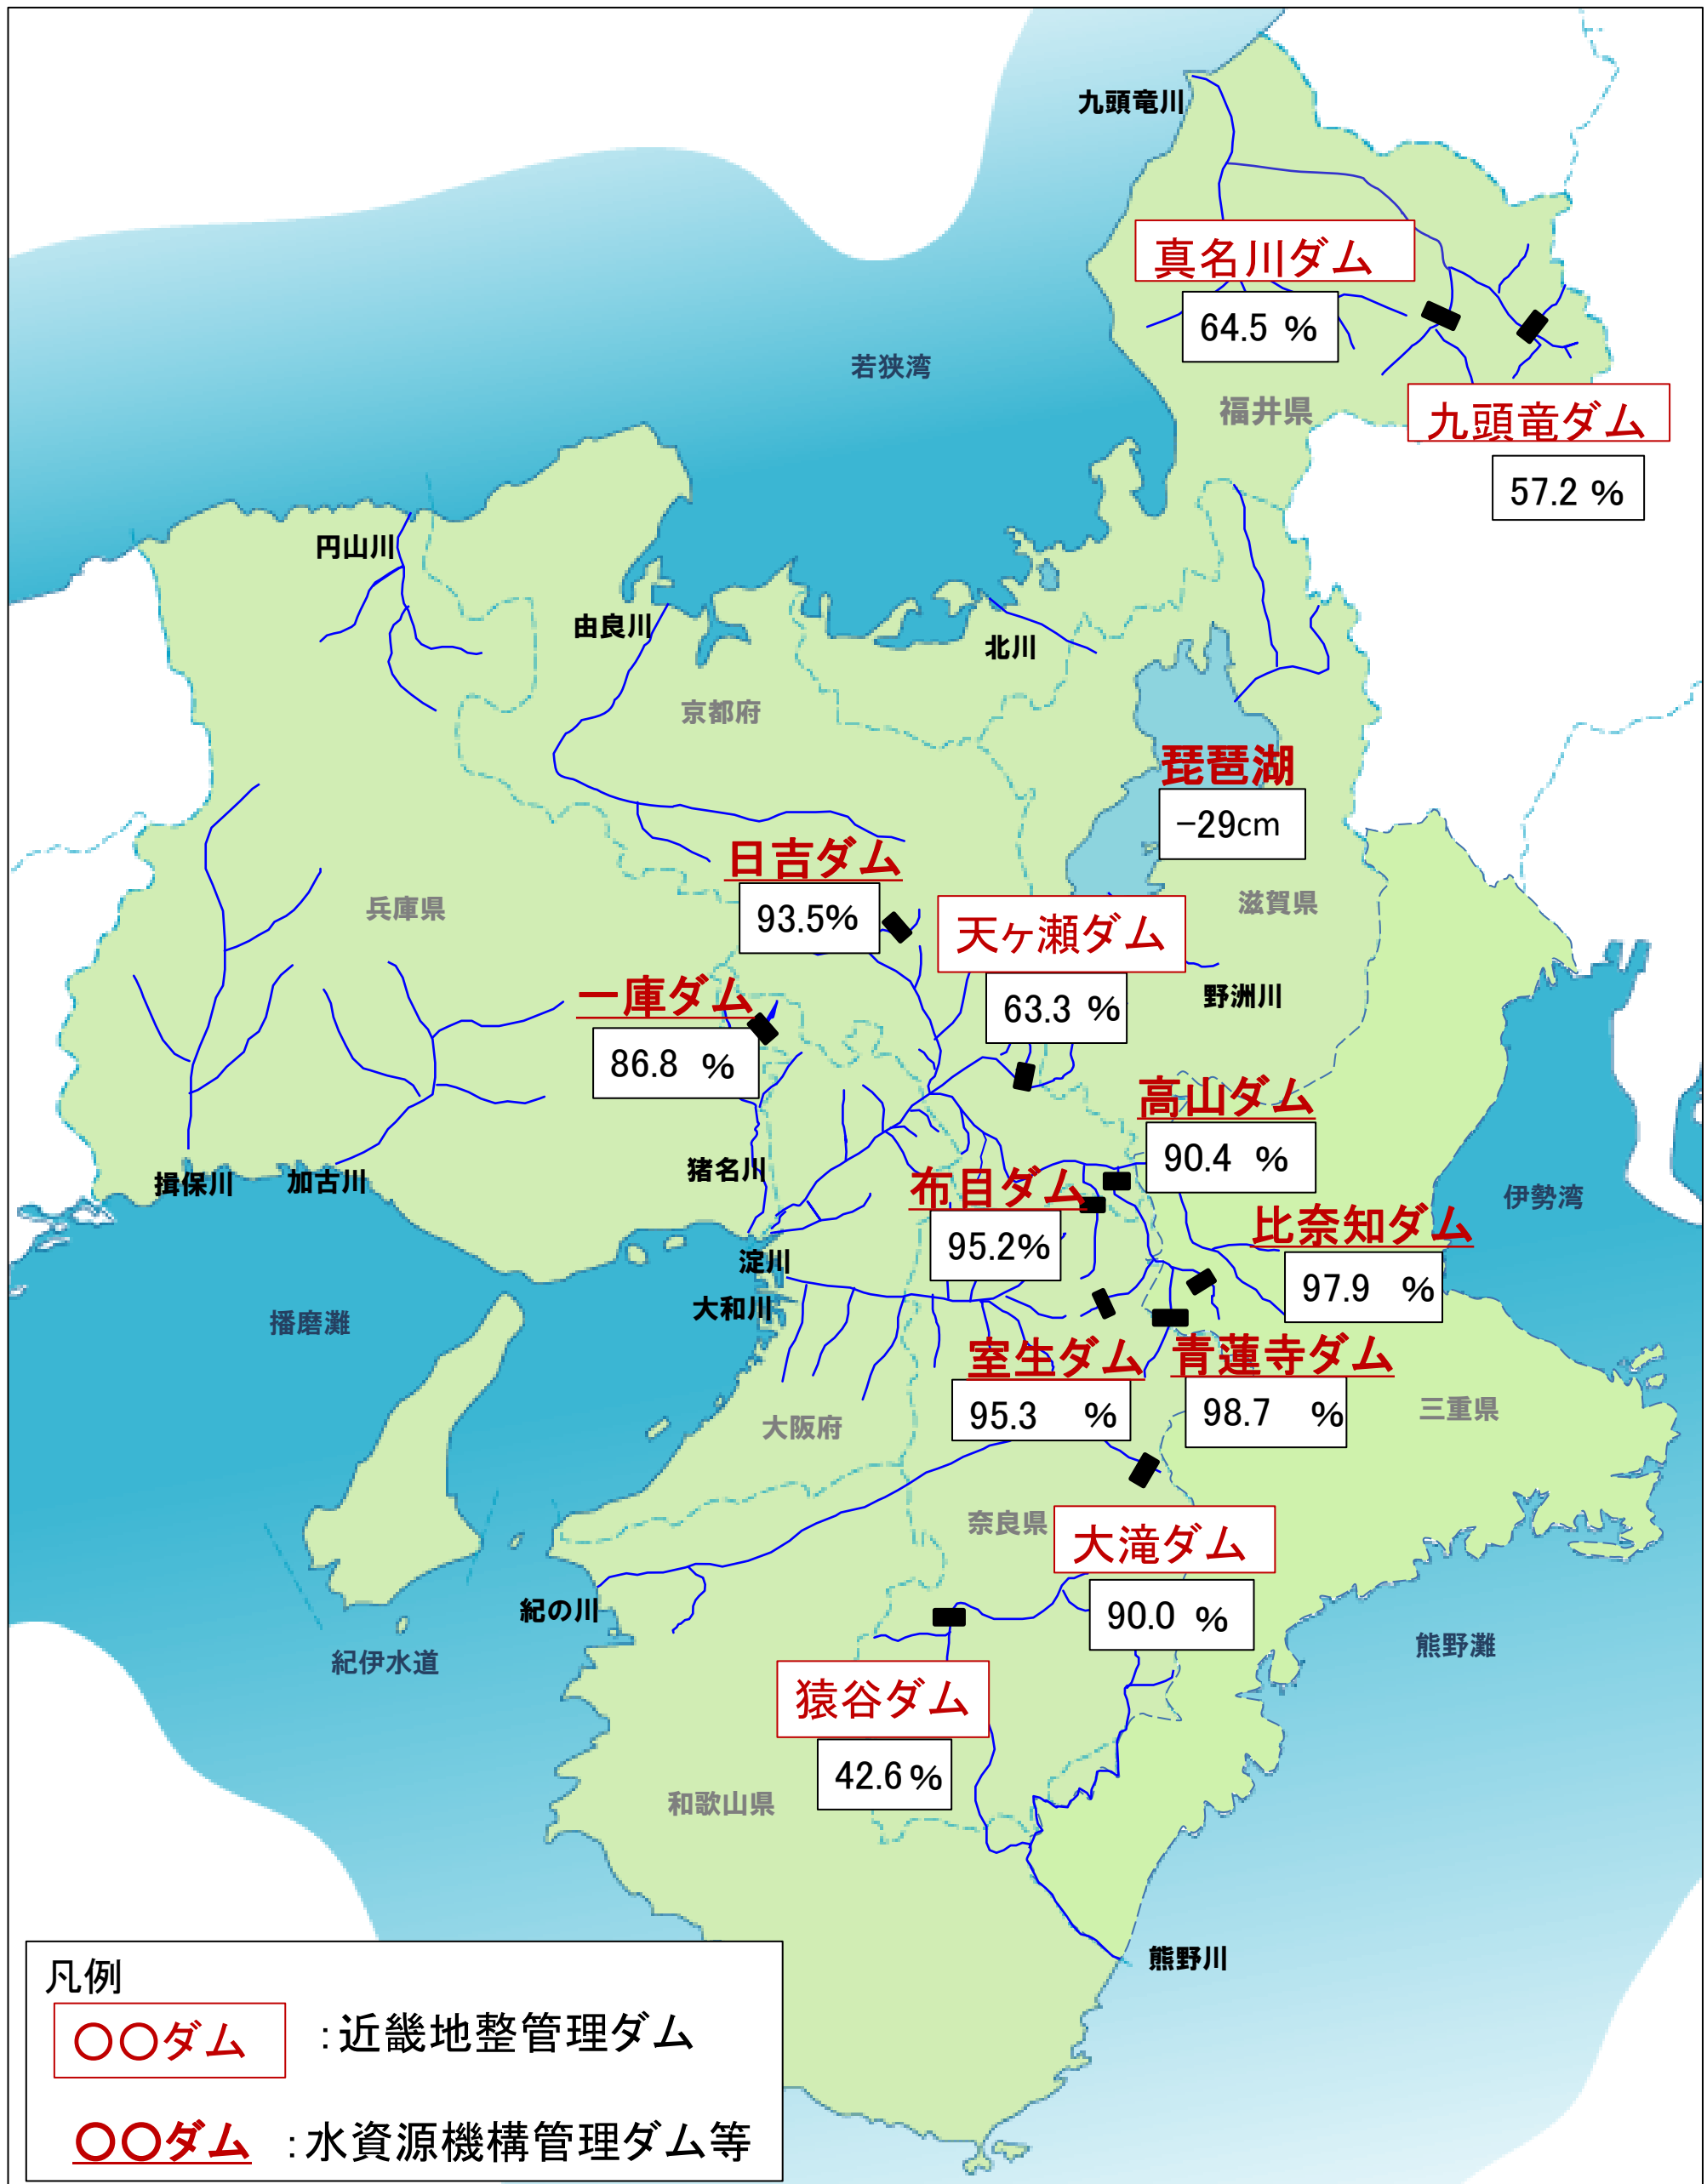 九頭竜川
真名川ダム
64.5 %
若狭湾
福井県
九頭竜ダム
57.2 %
円山川
由良川
北川
京都府
琵琶湖
−29cm
日吉ダム
93.5%
兵庫県
天ヶ瀬ダム
63.3 %
滋賀県
野洲川
一庫ダム
86.8 %
高山ダム
90.4 %
猪名川
揖保川
加古川
布目ダム
95.2%
伊勢湾
比奈知ダム
97.9 %
淀川
大和川
播磨灘
室生ダム
95.3 %
青蓮寺ダム
98.7 %
三重県
大阪府
奈良県
大滝ダム
90.0 %
紀の川
紀伊水道
熊野灘
猿谷ダム
42.6 %
和歌山県
熊野川
凡例
〇〇ダム :近畿地整管理ダム
〇〇ダム :水資源機構管理ダム等